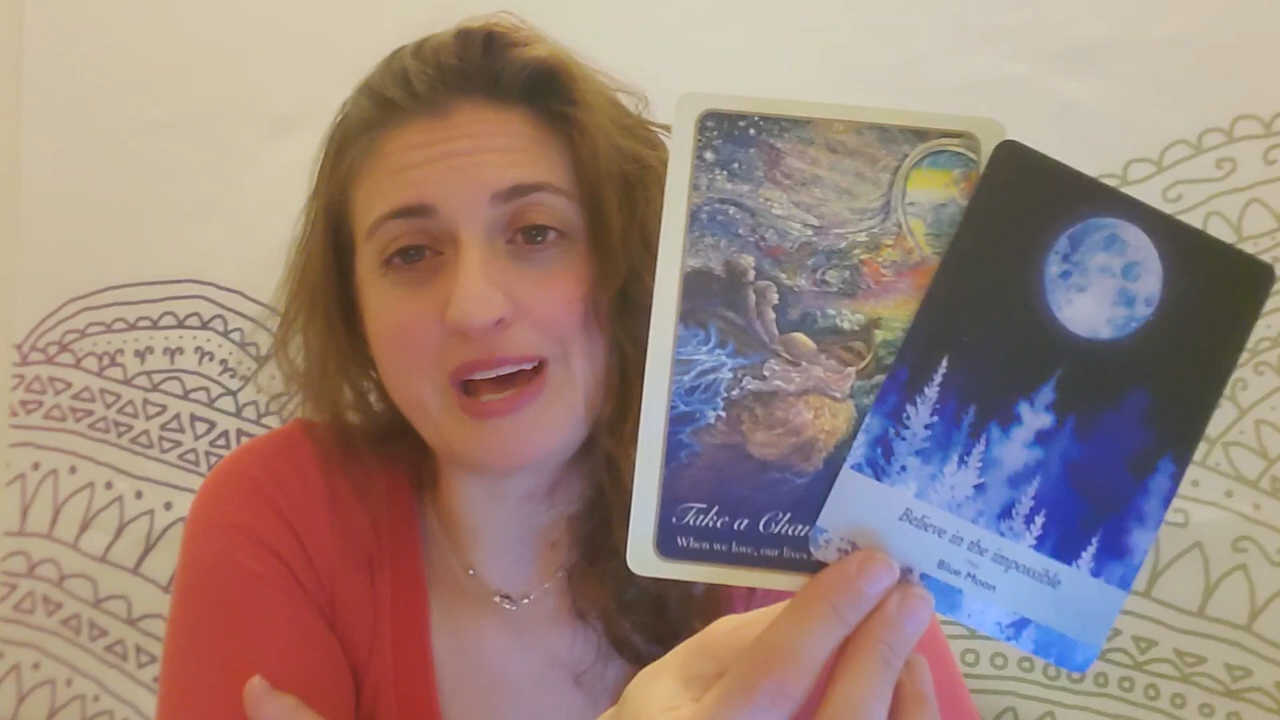 Take a Chan
When we love, our lives
Believe in the impossible
Blue Moon